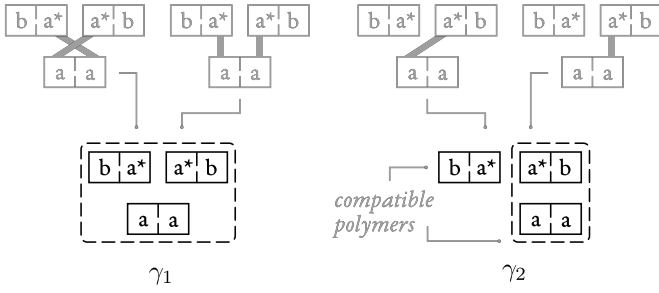 b a* a* b b a* a* b b a* a* b b a* a* b
a a a a a a a a
b a* a* b b a* a* b
compatible
polymers
a a a a
γ1 γ2